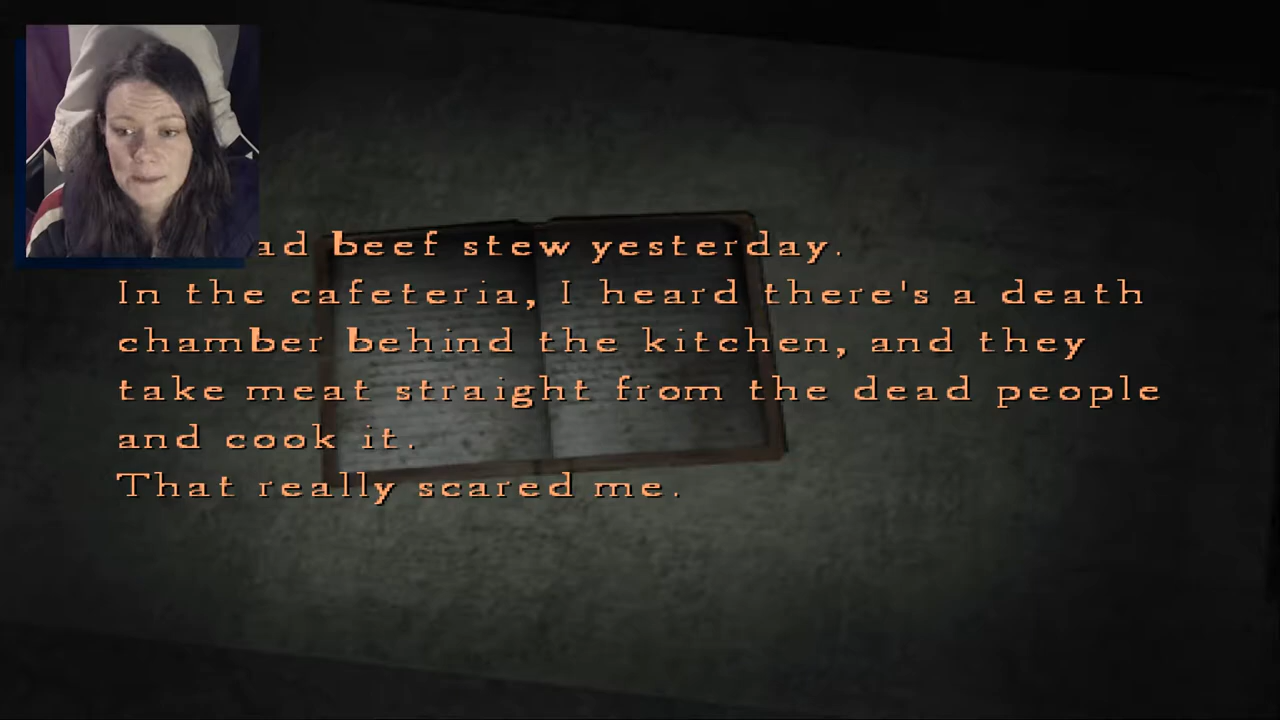 beef stew yesterday.
In the cafeteria, I heard there's a death
chamber behind the kitchen, and they
take meat straight from the dead people
and cook it.
That really scared me.